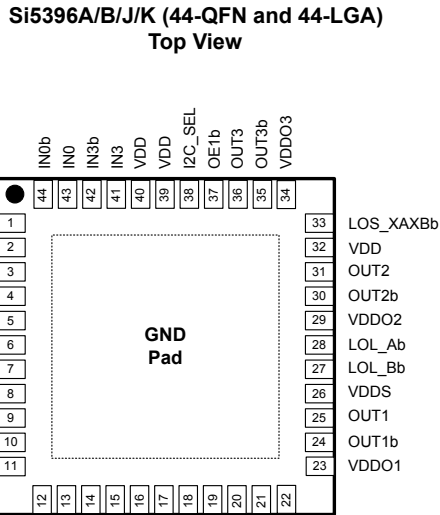 Si5396A/B/J/K (44-QFN and 44-LGA)
Top View
IN0b
IN0
IN3b
IN3
VDD
VDD
I2C_SEL
OE1b
OUT3
OUT3b
VDDO3
44
43
42
41
40
39
38
37
36
35
34
1
2
3
4
5
6
7
8
9
10
11
GND
Pad
33 LOS_XAXBb
32 VDD
31 OUT2
30 OUT2b
29 VDDO2
28 LOL_Ab
27 LOL_Bb
26 VDDS
25 OUT1
24 OUT1b
23 VDDO1
12
13
14
15
16
17
18
19
20
21
22